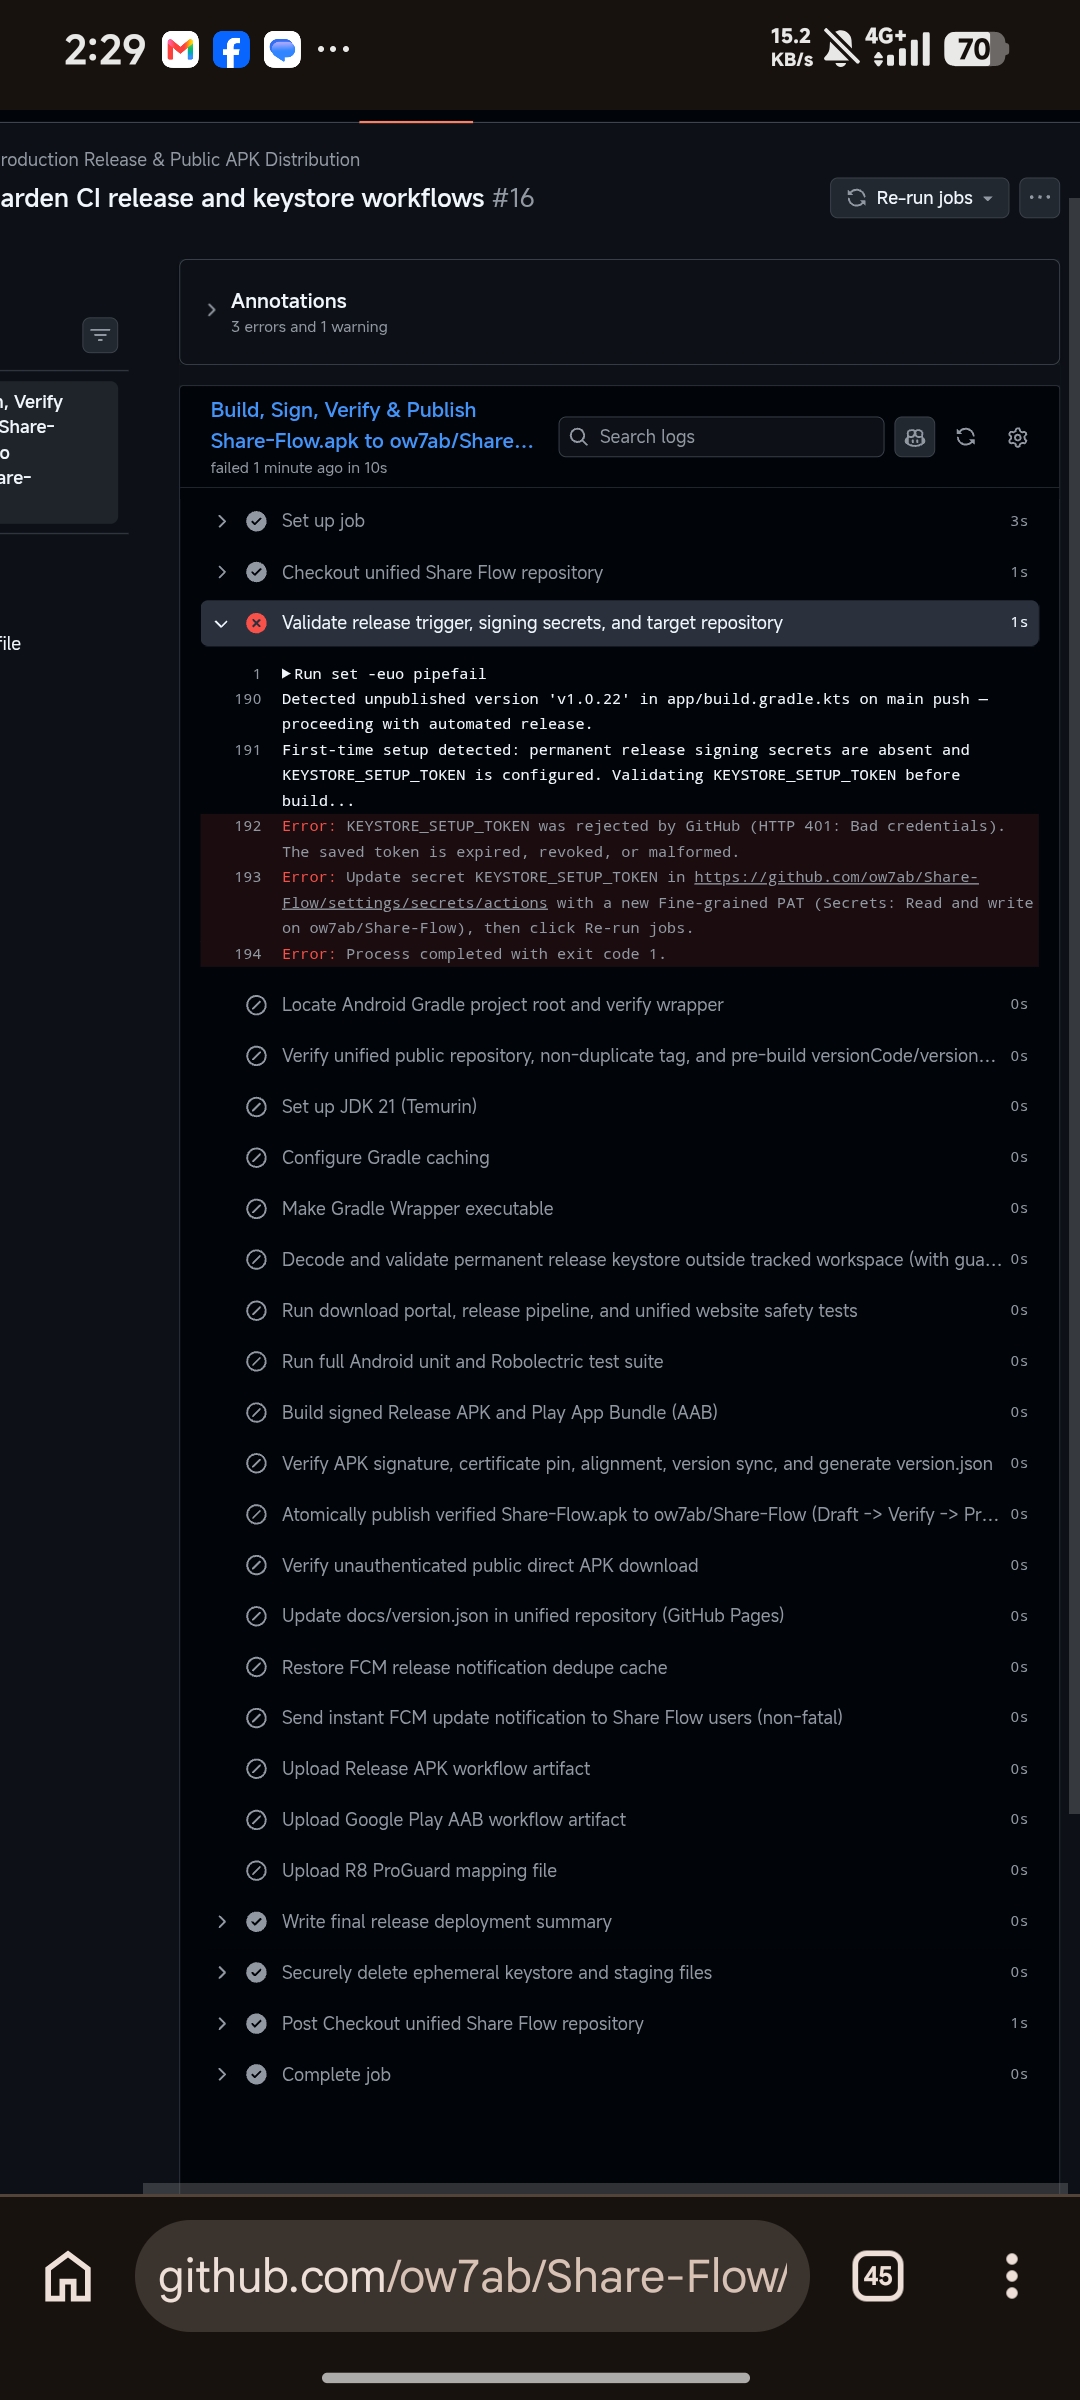 2:29
15.2 KB/s
4G+
70
roduction Release & Public APK Distribution
arden CI release and keystore workflows #16
Re-run jobs
Annotations
3 errors and 1 warning
, Verify
Share-
o
are-
file
Build, Sign, Verify & Publish
Share-Flow.apk to ow7ab/Share...
failed 1 minute ago in 10s
Search logs
Set up job 3s
Checkout unified Share Flow repository 1s
Validate release trigger, signing secrets, and target repository 1s
1 Run set -euo pipefail
190 Detected unpublished version 'v1.0.22' in app/build.gradle.kts on main push —
proceeding with automated release.
191 First-time setup detected: permanent release signing secrets are absent and
KEYSTORE_SETUP_TOKEN is configured. Validating KEYSTORE_SETUP_TOKEN before
build...
192 Error: KEYSTORE_SETUP_TOKEN was rejected by GitHub (HTTP 401: Bad credentials).
The saved token is expired, revoked, or malformed.
193 Error: Update secret KEYSTORE_SETUP_TOKEN in https://github.com/ow7ab/Share-
Flow/settings/secrets/actions with a new Fine-grained PAT (Secrets: Read and write
on ow7ab/Share-Flow), then click Re-run jobs.
194 Error: Process completed with exit code 1.
Locate Android Gradle project root and verify wrapper 0s
Verify unified public repository, non-duplicate tag, and pre-build versionCode/version... 0s
Set up JDK 21 (Temurin) 0s
Configure Gradle caching 0s
Make Gradle Wrapper executable 0s
Decode and validate permanent release keystore outside tracked workspace (with gua... 0s
Run download portal, release pipeline, and unified website safety tests 0s
Run full Android unit and Robolectric test suite 0s
Build signed Release APK and Play App Bundle (AAB) 0s
Verify APK signature, certificate pin, alignment, version sync, and generate version.json 0s
Atomically publish verified Share-Flow.apk to ow7ab/Share-Flow (Draft -> Verify -> Pr... 0s
Verify unauthenticated public direct APK download 0s
Update docs/version.json in unified repository (GitHub Pages) 0s
Restore FCM release notification dedupe cache 0s
Send instant FCM update notification to Share Flow users (non-fatal) 0s
Upload Release APK workflow artifact 0s
Upload Google Play AAB workflow artifact 0s
Upload R8 ProGuard mapping file 0s
Write final release deployment summary 0s
Securely delete ephemeral keystore and staging files 0s
Post Checkout unified Share Flow repository 1s
Complete job 0s
github.com/ow7ab/Share-Flow/
45